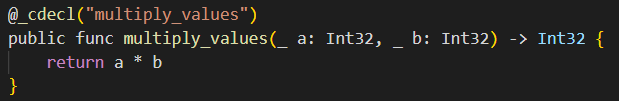 @_cdecl("multiply_values")
public func multiply_values(_ a: Int32, _ b: Int32) -> Int32 {
    return a * b
}